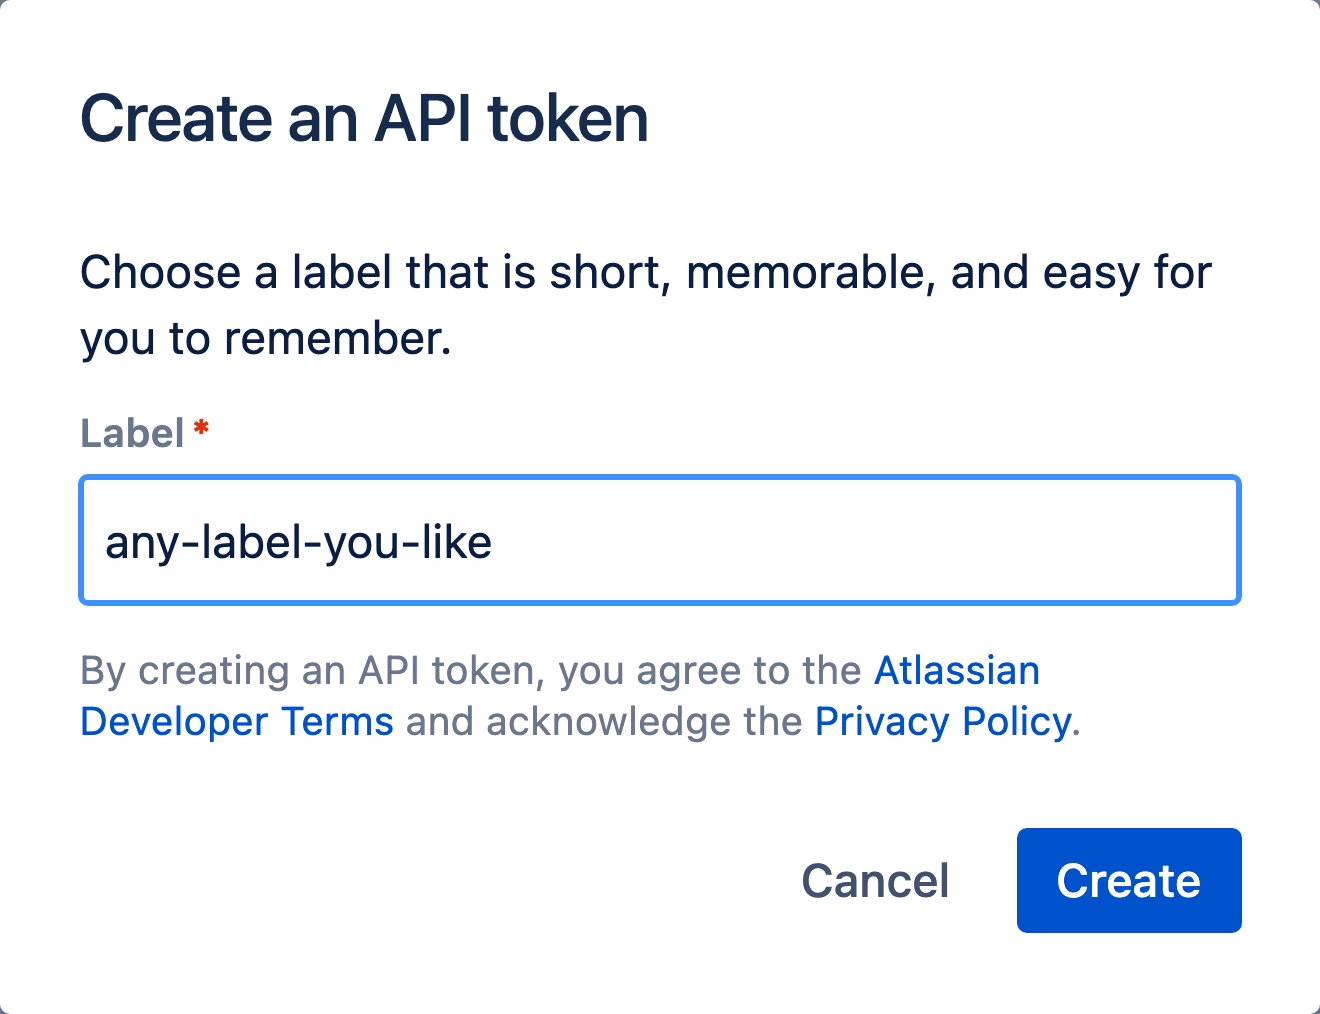 Create an API token
Choose a label that is short, memorable, and easy for
you to remember.
Label *
any-label-you-like
By creating an API token, you agree to the Atlassian
Developer Terms and acknowledge the Privacy Policy.
Cancel
Create